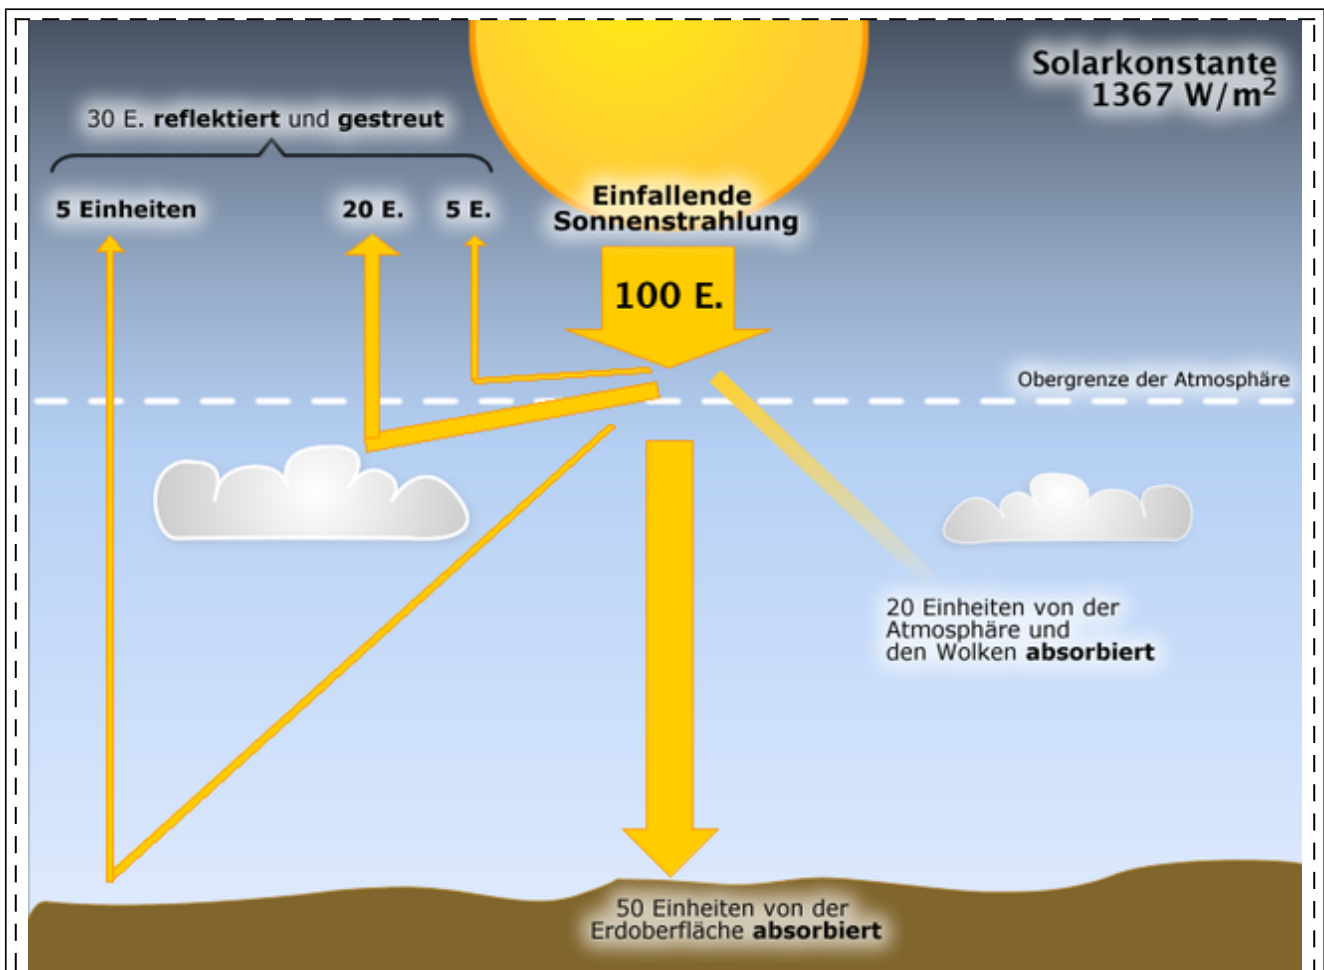 Solarkonstante
1367 W/m²
30 E. reflektiert und gestreut
5 Einheiten
20 E.
5 E.
Einfallende
Sonnenstrahlung
100 E.
Obergrenze der Atmosphäre
20 Einheiten von der
Atmosphäre und
den Wolken absorbiert
50 Einheiten von der
Erdoberfläche absorbiert